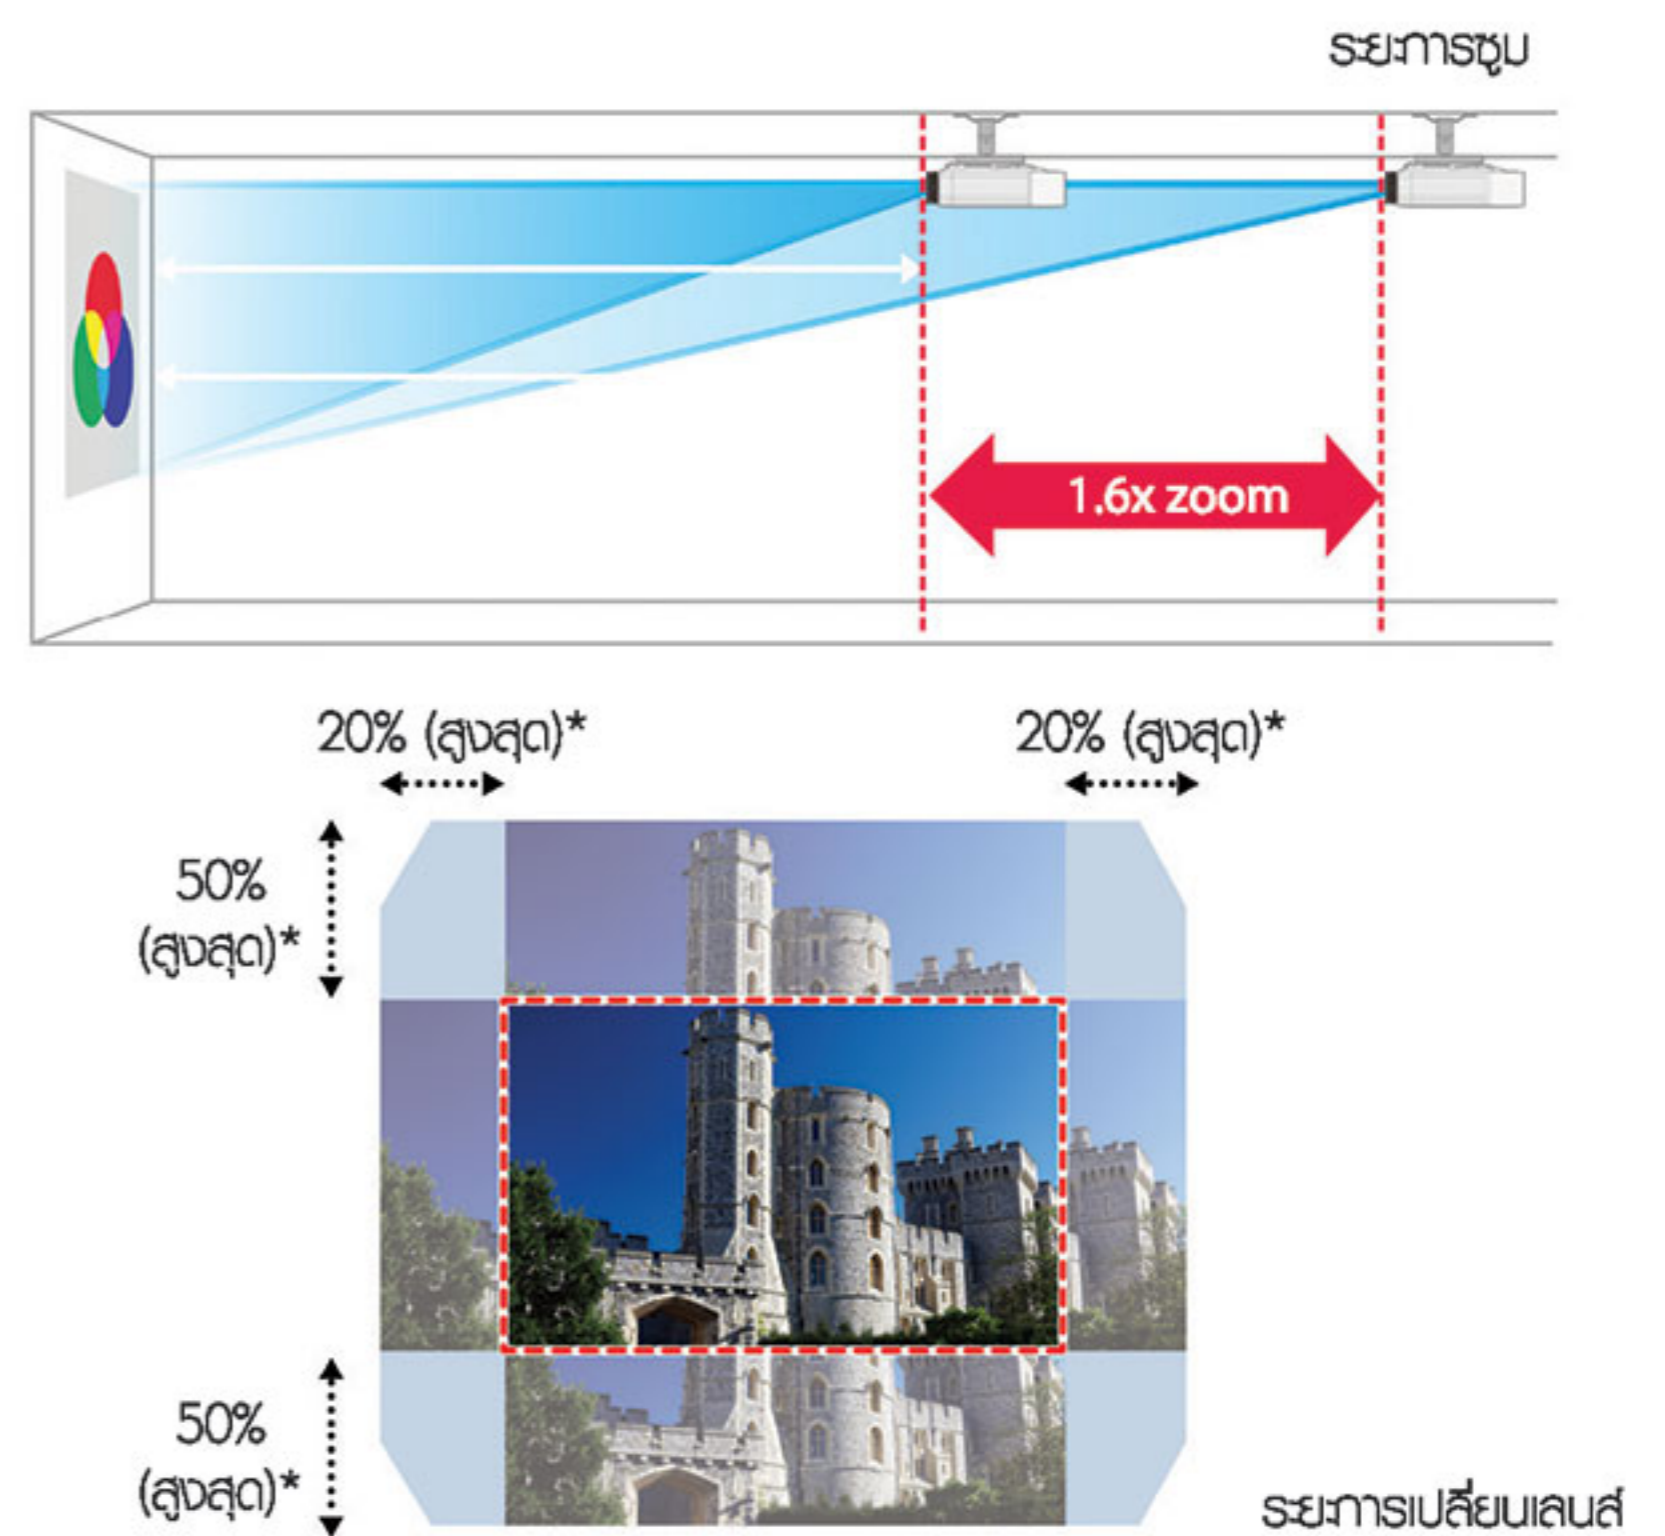 ระยะการซูม
1.6x zoom
20% (สูงสุด)*
20% (สูงสุด)*
50%
(สูงสุด)*
50%
(สูงสุด)*
ระยะการเปลี่ยนเลนส์